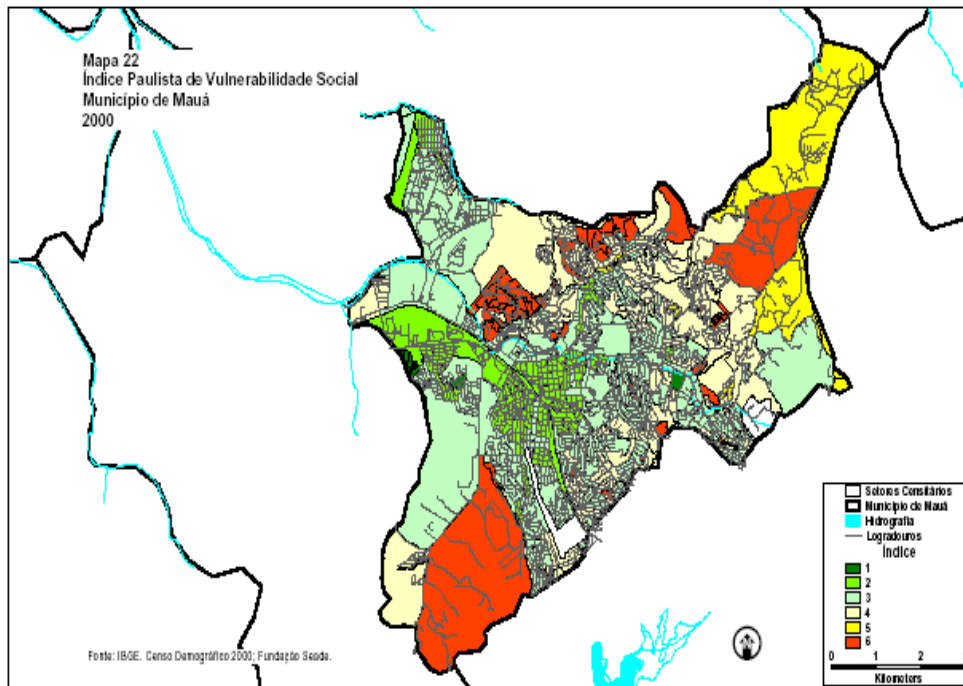 Mapa 22
Índice Paulista de Vulnerabilidade Social
Município de Mauá
2000
Setores Censitários
Município de Mauá
Hidrografia
Logradouros
Índice
1
2
3
4
5
6
0 1 2
Kilometers
Fonte: IBGE. Censo Demográfico 2000; Fundação Seade.